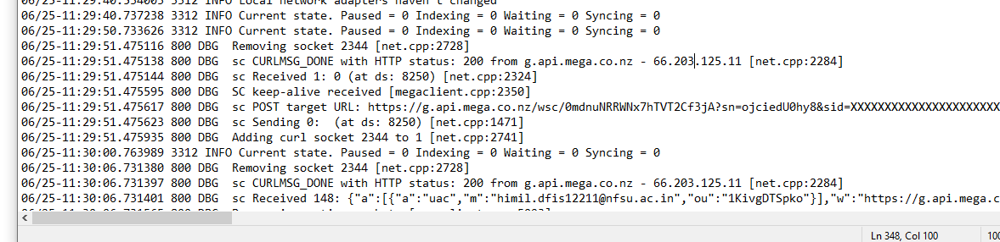 06/25-11:29:40.554005 3312 INFO Local network adapters haven't changed
06/25-11:29:40.737238 3312 INFO Current state. Paused = 0 Indexing = 0 Waiting = 0 Syncing = 0
06/25-11:29:50.733626 3312 INFO Current state. Paused = 0 Indexing = 0 Waiting = 0 Syncing = 0
06/25-11:29:51.475116 800 DBG  Removing socket 2344 [net.cpp:2728]
06/25-11:29:51.475138 800 DBG  sc CURLMSG_DONE with HTTP status: 200 from g.api.mega.co.nz - 66.203.125.11 [net.cpp:2284]
06/25-11:29:51.475144 800 DBG  sc Received 1: 0 (at ds: 8250) [net.cpp:2324]
06/25-11:29:51.475595 800 DBG  SC keep-alive received [megaclient.cpp:2350]
06/25-11:29:51.475617 800 DBG  sc POST target URL: https://g.api.mega.co.nz/wsc/0mdnuNRRWNx7hTVT2Cf3jA?sn=ojciedU0hy8&sid=XXXXXXXXXXXXXXXXXXXXXX
06/25-11:29:51.475623 800 DBG  sc Sending 0:  (at ds: 8250) [net.cpp:1471]
06/25-11:29:51.475935 800 DBG  Adding curl socket 2344 to 1 [net.cpp:2741]
06/25-11:30:00.763989 3312 INFO Current state. Paused = 0 Indexing = 0 Waiting = 0 Syncing = 0
06/25-11:30:06.731380 800 DBG  Removing socket 2344 [net.cpp:2728]
06/25-11:30:06.731397 800 DBG  sc CURLMSG_DONE with HTTP status: 200 from g.api.mega.co.nz - 66.203.125.11 [net.cpp:2284]
06/25-11:30:06.731401 800 DBG  sc Received 148: {"a":[{"a":"uac","m":"himil.dfis12211@nfsu.ac.in","ou":"1KivgDTSpko"}],"w":"https://g.api.mega.c
Ln 348, Col 100
100